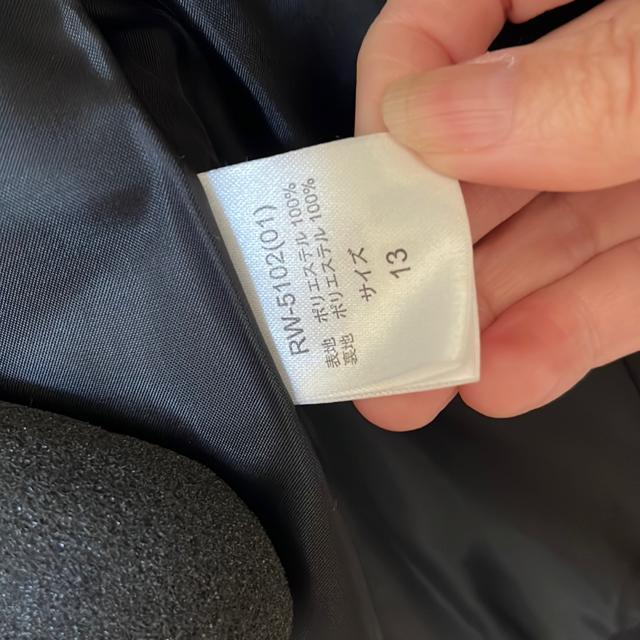 RW-5102(01)
表地 ポリエステル 100%
裏地 ポリエステル 100%
サイズ
13